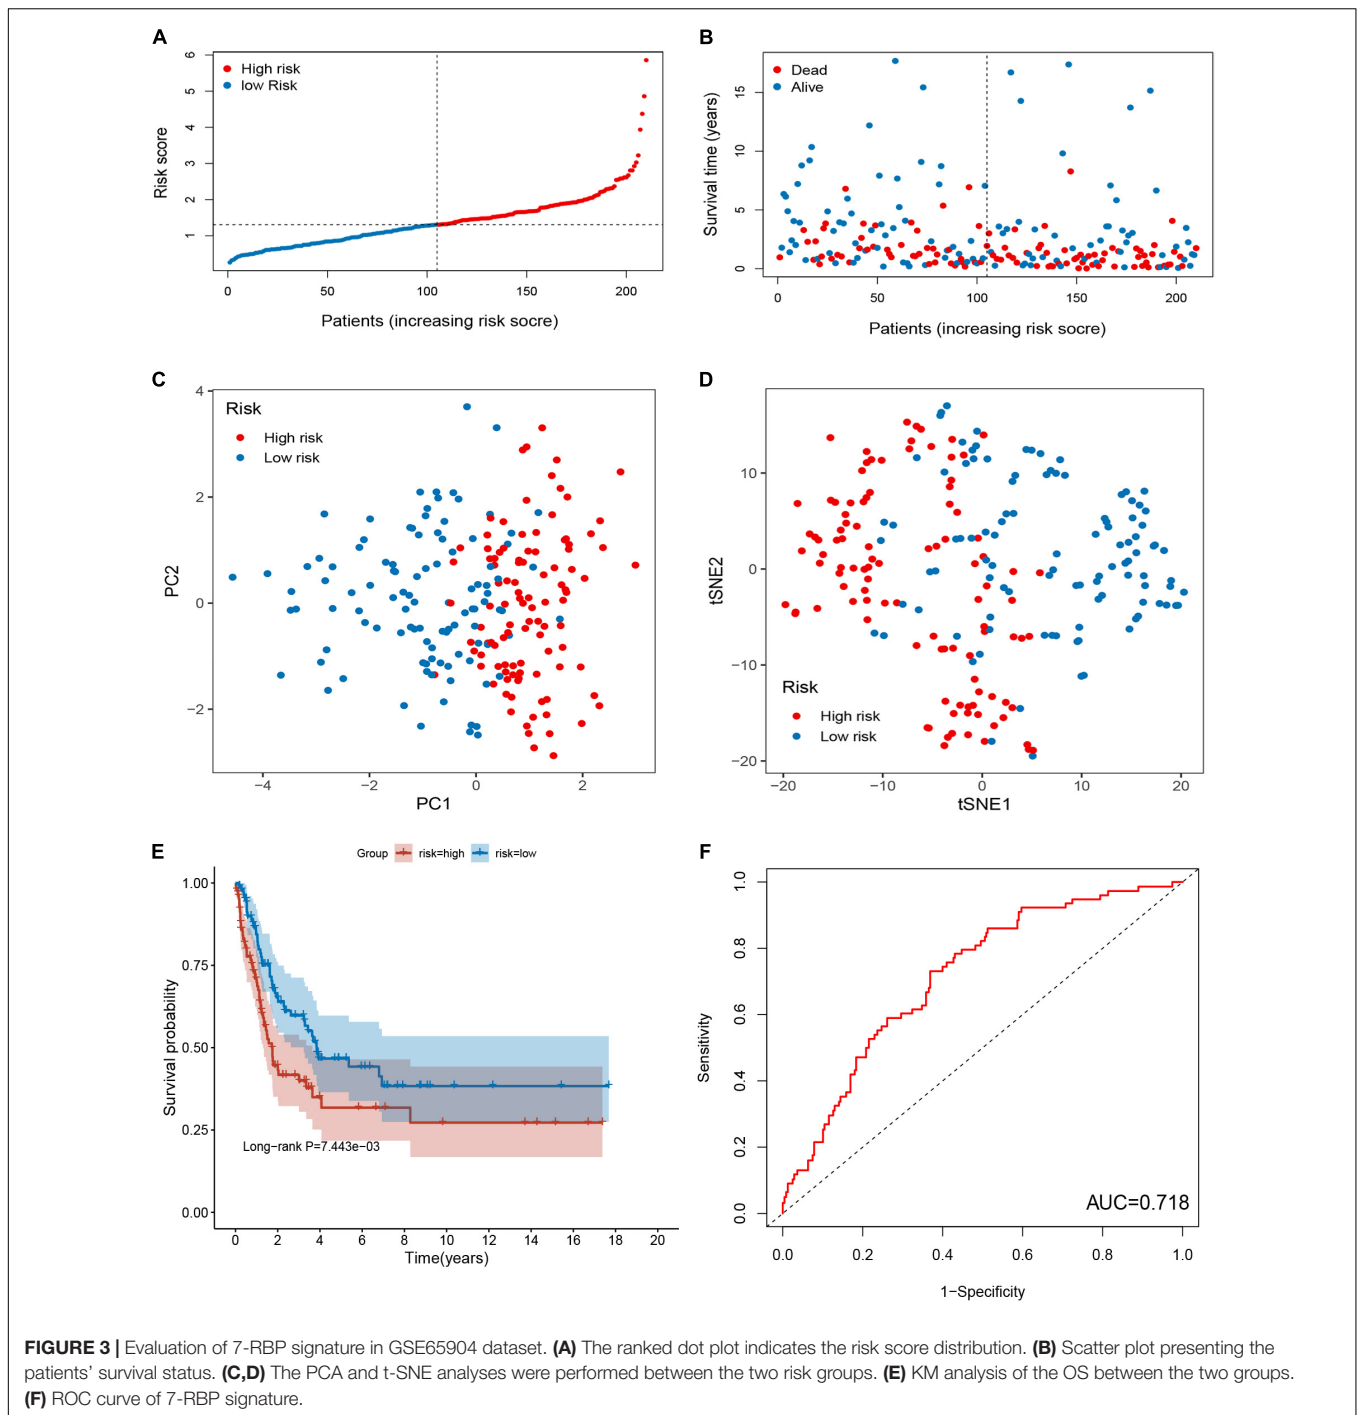 A
B
High risk
low Risk
Risk score
6
5
4
3
2
1
0
50
100
150
200
Patients (increasing risk socre)
Dead
Alive
Survival time (years)
15
10
5
0
0
50
100
150
200
Patients (increasing risk socre)
C
D
Risk
High risk
Low risk
PC2
4
2
0
−2
−4
−2
0
2
PC1
tSNE2
10
0
−10
−20
Risk
High risk
Low risk
−20
−10
0
10
20
tSNE1
E
F
Group
risk=high
risk=low
Survival probability
1.00
0.75
0.50
0.25
0.00
Long−rank P=7.443e−03
0
2
4
6
8
10
12
14
16
18
20
Time(years)
Sensitivity
1.0
0.8
0.6
0.4
0.2
0.0
AUC=0.718
0.0
0.2
0.4
0.6
0.8
1.0
1−Specificity
FIGURE 3 | Evaluation of 7-RBP signature in GSE65904 dataset. (A) The ranked dot plot indicates the risk score distribution. (B) Scatter plot presenting the
patients' survival status. (C,D) The PCA and t-SNE analyses were performed between the two risk groups. (E) KM analysis of the OS between the two groups.
(F) ROC curve of 7-RBP signature.